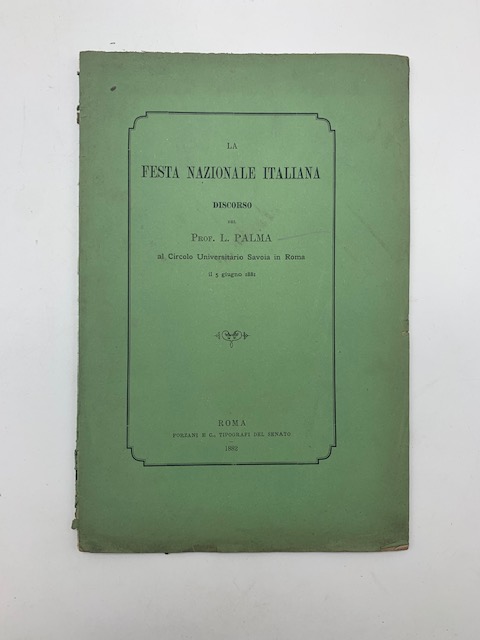 LA
FESTA NAZIONALE ITALIANA
DISCORSO
DEL
PROF. L. PALMA
al Circolo Universitario Savoia in Roma
il 5 giugno 1882
ROMA
FORZANI E C., TIPOGRAFI DEL SENATO
1882